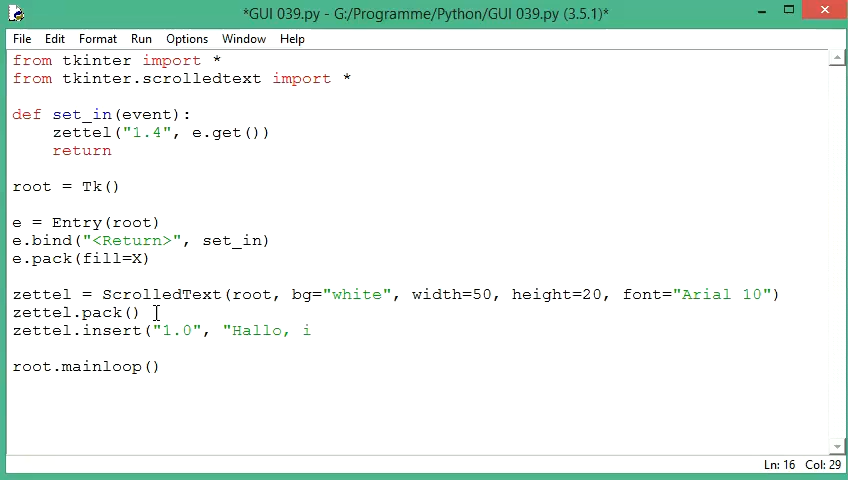 *GUI 039.py - G:/Programme/Python/GUI 039.py (3.5.1)*
File Edit Format Run Options Window Help
from tkinter import *
from tkinter.scrolledtext import *
def set_in(event):
    zettel("1.4", e.get())
    return
root = Tk()
e = Entry(root)
e.bind("<Return>", set_in)
e.pack(fill=X)
zettel = ScrolledText(root, bg="white", width=50, height=20, font="Arial 10")
zettel.pack()
zettel.insert("1.0", "Hallo, i
root.mainloop()
Ln: 16 Col: 29